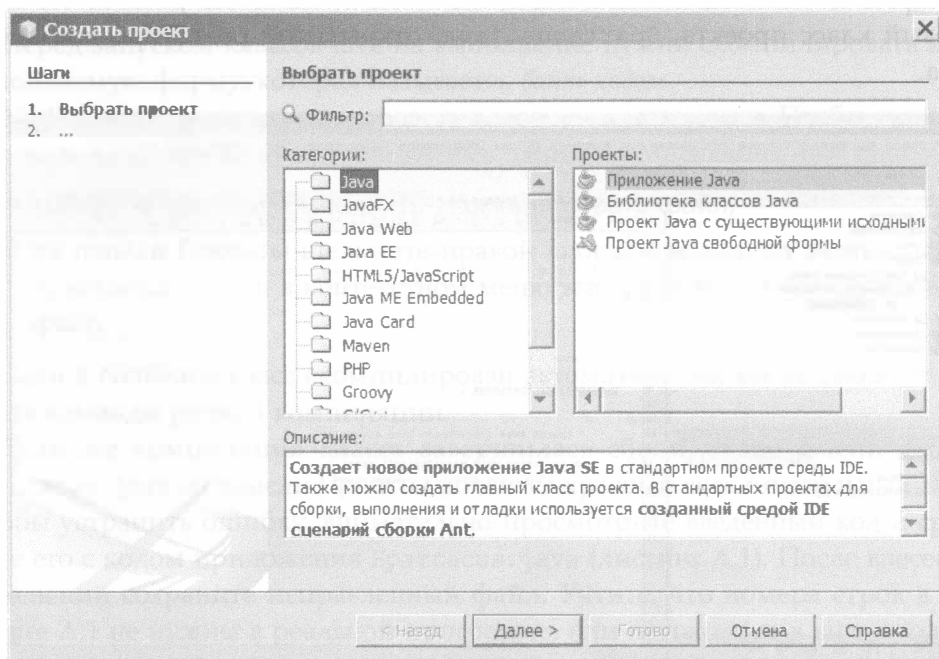 Создать проект
Шаги
1. Выбрать проект
2. ...
Выбрать проект
Фильтр:
Категории:
Java
JavaFX
Java Web
Java EE
HTML5/JavaScript
Java ME Embedded
Java Card
Maven
PHP
Groovy
Проекты:
Приложение Java
Библиотека классов Java
Проект Java с существующими исходными
Проект Java свободной формы
Описание:
Создает новое приложение Java SE в стандартном проекте среды IDE.
Также можно создать главный класс проекта. В стандартных проектах для
сборки, выполнения и отладки используется созданный средой IDE
сценарий сборки Ant.
Назад
Далее >
Готово
Отмена
Справка